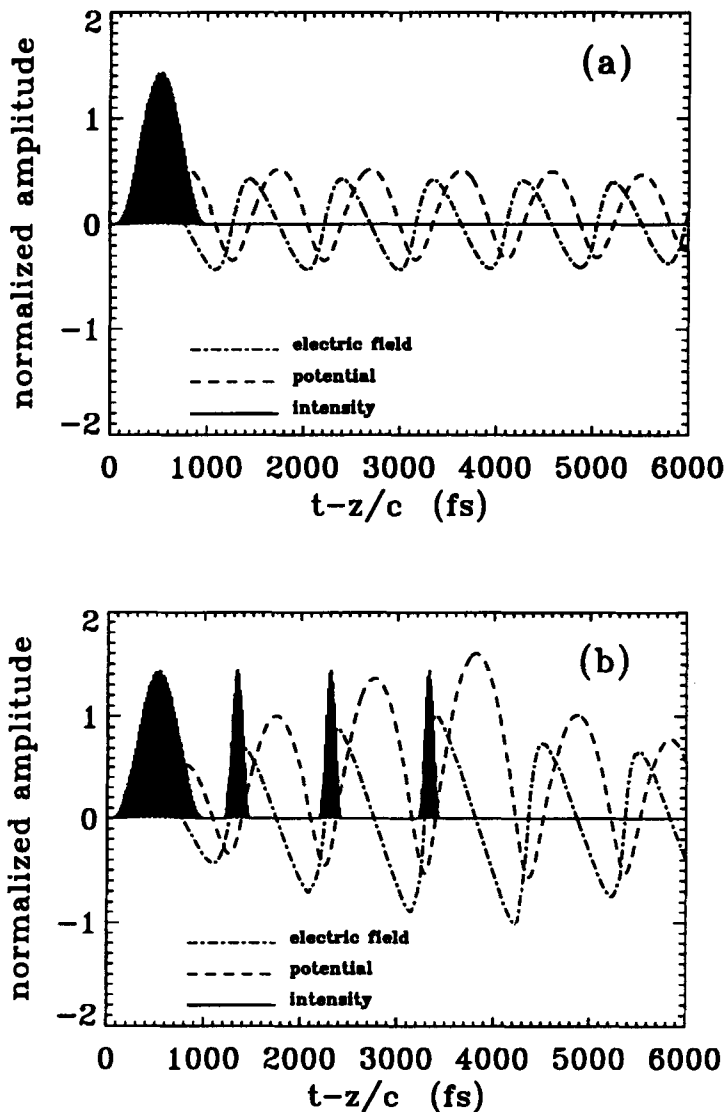 2
(a)
1
0
-1
-2
normalized amplitude
electric field
potential
intensity
0 1000 2000 3000 4000 5000 6000
t-z/c (fs)
2
(b)
1
0
-1
-2
normalized amplitude
electric field
potential
intensity
0 1000 2000 3000 4000 5000 6000
t-z/c (fs)